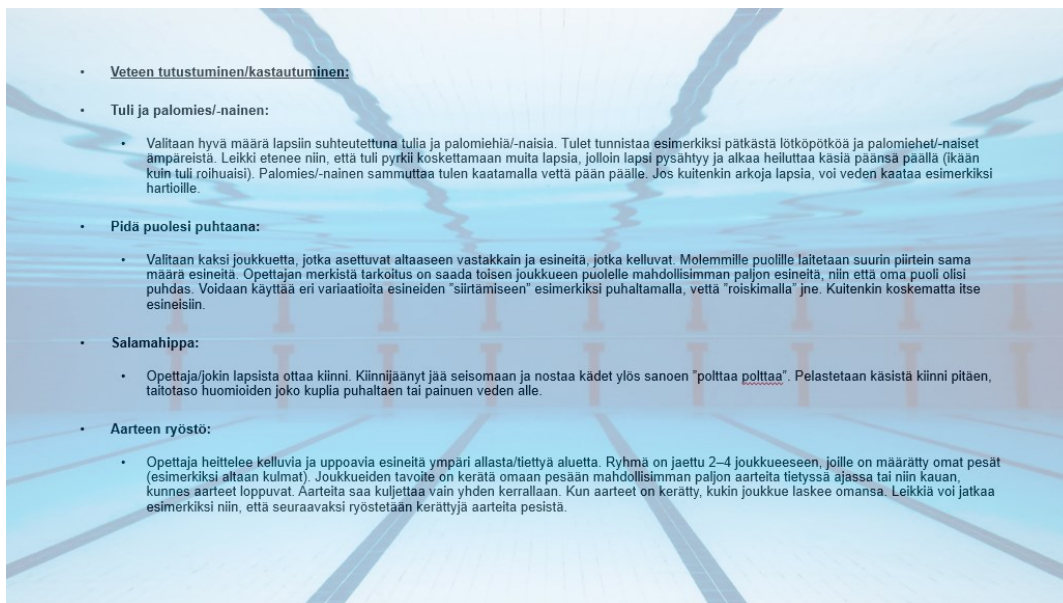 • Veteen tutustuminen/kastautuminen:
• Tuli ja palomies/-nainen:
• Valitaan hyvä määrä lapsiin suhteutettuna tulia ja palomiehiä/-naisia. Tulet tunnistaa esimerkiksi pätkästä lötköpötköä ja palomiehet/-naiset
ämpäreistä. Leikki etenee niin, että tuli pyrkii koskettamaan muita lapsia, jolloin lapsi pysähtyy ja alkaa heiluttaa käsiä päänsä päällä (ikään
kuin tuli roihuaisi). Palomies/-nainen sammuttaa tulen kaatamalla vettä pään päälle. Jos kuitenkin arkoja lapsia, voi veden kaataa esimerkiksi
hartioille.
• Pidä puolesi puhtaana:
• Valitaan kaksi joukkuetta, jotka asettuvat altaaseen vastakkain ja esineitä, jotka kelluvat. Molemmille puolille laitetaan suurin piirtein sama
määrä esineitä. Opettajan merkistä tarkoitus on saada toisen joukkueen puolelle mahdollisimman paljon esineitä, niin että oma puoli olisi
puhdas. Voidaan käyttää eri variaatioita esineiden ”siirtämiseen” esimerkiksi puhaltamalla, vettä ”roiskimalla” jne. Kuitenkin koskematta itse
esineisiin.
• Salamahippa:
• Opettaja/jokin lapsista ottaa kiinni. Kiinnijäänyt jää seisomaan ja nostaa kädet ylös sanoen ”polttaa polttaa”. Pelastetaan käsistä kiinni pitäen,
taitotaso huomioiden joko kuplia puhaltaen tai painuen veden alle.
• Aarteen ryöstö:
• Opettaja heittelee kelluvia ja uppoavia esineitä ympäri allasta/tiettyä aluetta. Ryhmä on jaettu 2–4 joukkueeseen, joille on määrätty omat pesät
(esimerkiksi altaan kulmat). Joukkueiden tavoite on kerätä omaan pesään mahdollisimman paljon aarteita tietyssä ajassa tai niin kauan,
kunnes aarteet loppuvat. Aarteita saa kuljettaa vain yhden kerrallaan. Kun aarteet on kerätty, kukin joukkue laskee omansa. Leikkiä voi jatkaa
esimerkiksi niin, että seuraavaksi ryöstetään kerättyjä aarteita pesistä.